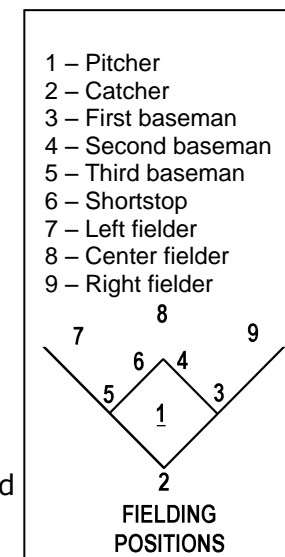 1 – Pitcher
2 – Catcher
3 – First baseman
4 – Second baseman
5 – Third baseman
6 – Shortstop
7 – Left fielder
8 – Center fielder
9 – Right fielder
8
7 9
6 4
5 3
1
d
2
FIELDING
POSITIONS